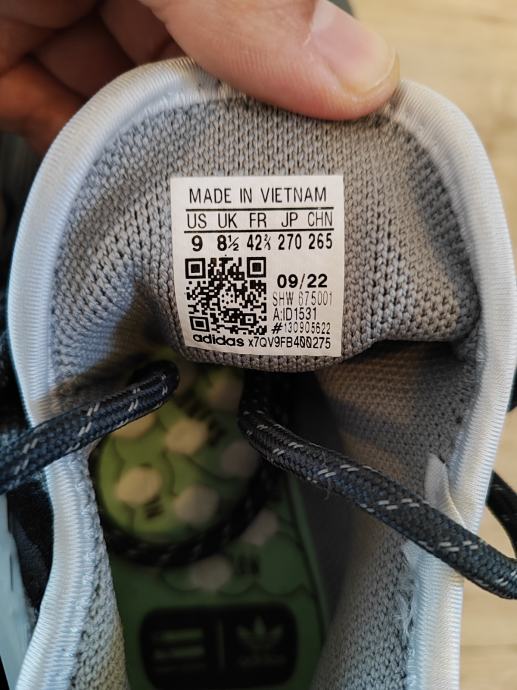 MADE IN VIETNAM
US UK FR JP CHN
9 8½ 42⅔ 270 265
09/22
SHW 675001
A:ID1531
#130905622
adidas x7QV9FB400275
adidas